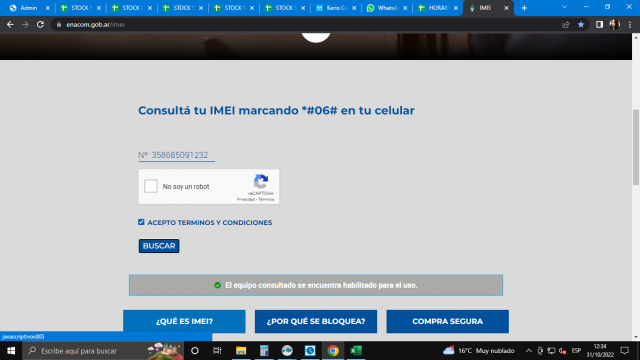 Admin
STOCK S
STOCK S
STOCK S
STOCK S
Kerio Co
WhatsA
HORAR
IMEI
enacom.gob.ar/imei
Consultá tu IMEI marcando *#06# en tu celular
Nº 358685091232
No soy un robot
reCAPTCHA
Privacidad - Términos
ACEPTO TERMINOS Y CONDICIONES
BUSCAR
El equipo consultado se encuentra habilitado para el uso.
¿QUÉ ES IMEI?
¿POR QUÉ SE BLOQUEA?
COMPRA SEGURA
javascript:void(0)
Escribe aquí para buscar
16°C Muy nublado
ESP
12:34
31/10/2022